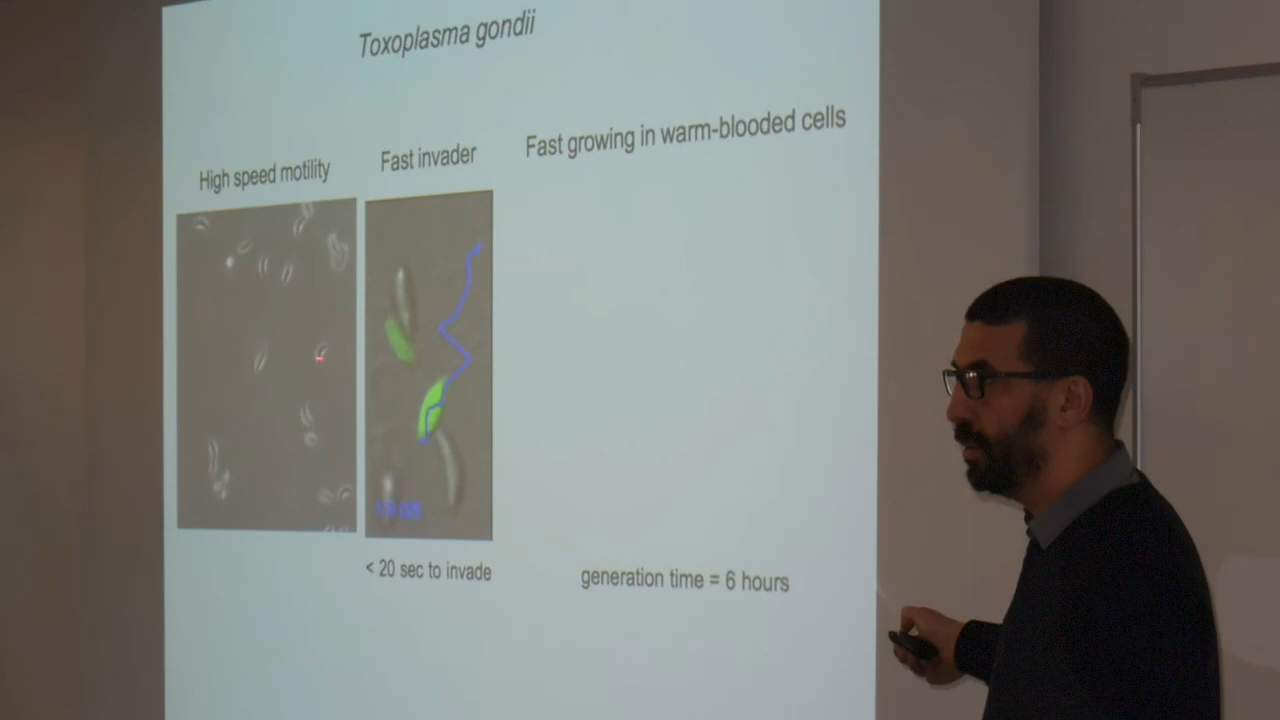 Toxoplasma gondii
High speed motility
Fast invader
Fast growing in warm-blooded cells
< 20 sec to invade
generation time = 6 hours